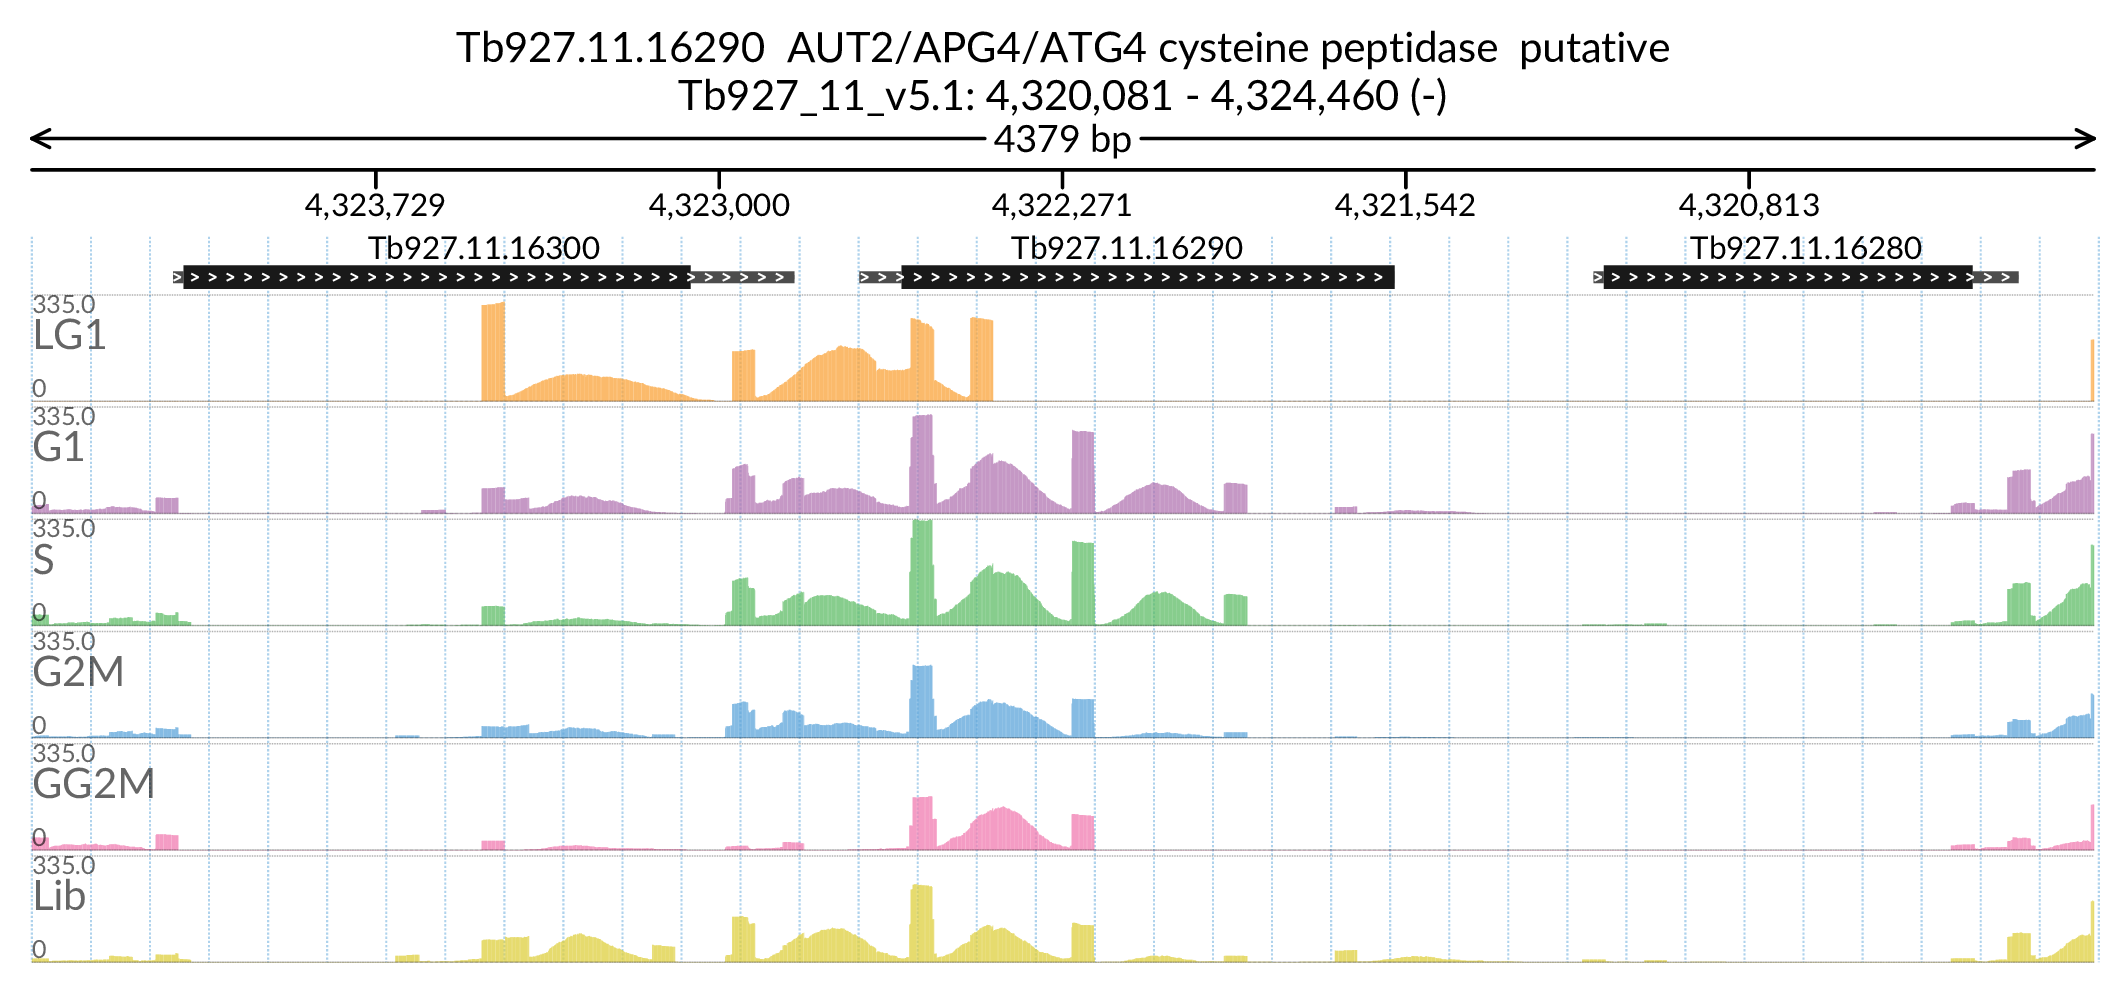 Tb927.11.16290  AUT2/APG4/ATG4 cysteine peptidase  putative
Tb927_11_v5.1: 4,320,081 - 4,324,460 (-)
4379 bp
4,323,729 4,323,000 4,322,271 4,321,542 4,320,813
Tb927.11.16300 Tb927.11.16290 Tb927.11.16280
335.0
LG1
0
335.0
G1
0
335.0
S
0
335.0
G2M
0
335.0
GG2M
0
335.0
Lib
0